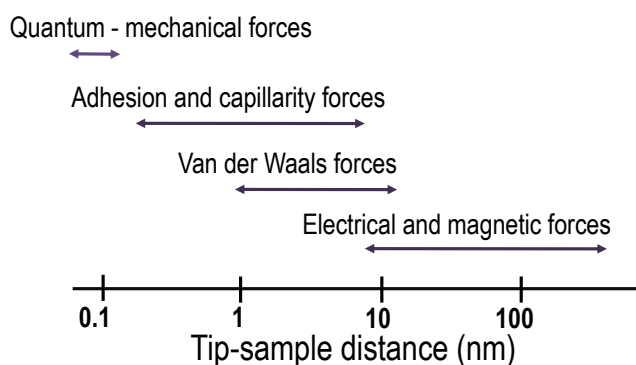 Quantum - mechanical forces
Adhesion and capillarity forces
Van der Waals forces
Electrical and magnetic forces
0.1 1 10 100
Tip-sample distance (nm)